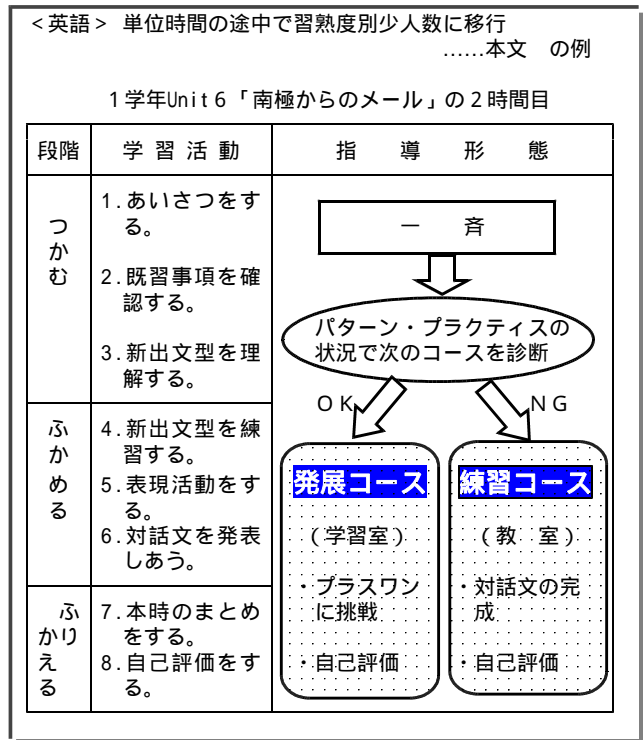 <英語> 単位時間の途中で習熟度別少人数に移行
……本文 の例
1学年Unit6「南極からのメール」の2時間目
段階
学習活動
指導形態
つかむ
1.あいさつをす
る。
2.既習事項を確
認する。
3.新出文型を理
解する。
一斉
パターン・プラクティスの
状況で次のコースを診断
OK
NG
ふかめる
4.新出文型を練
習する。
5.表現活動をす
る。
6.対話文を発表
しあう。
ふ
かり
え
る
7.本時のまとめ
をする。
8.自己評価をす
る。
発展コース
(学習室)
・プラスワン
に挑戦
・自己評価
練習コース
(教 室)
・対話文の完
成
・自己評価